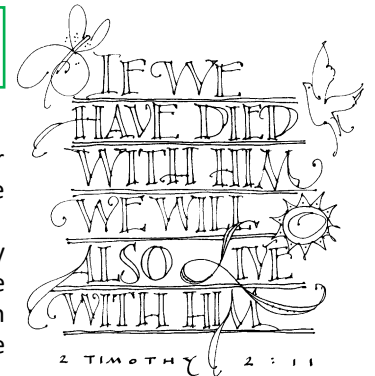 IF WE
HAVE DIED
WITH HIM
WE WILL
ALSO LIVE
WITH HIM
2 TIMOTHY 2:11